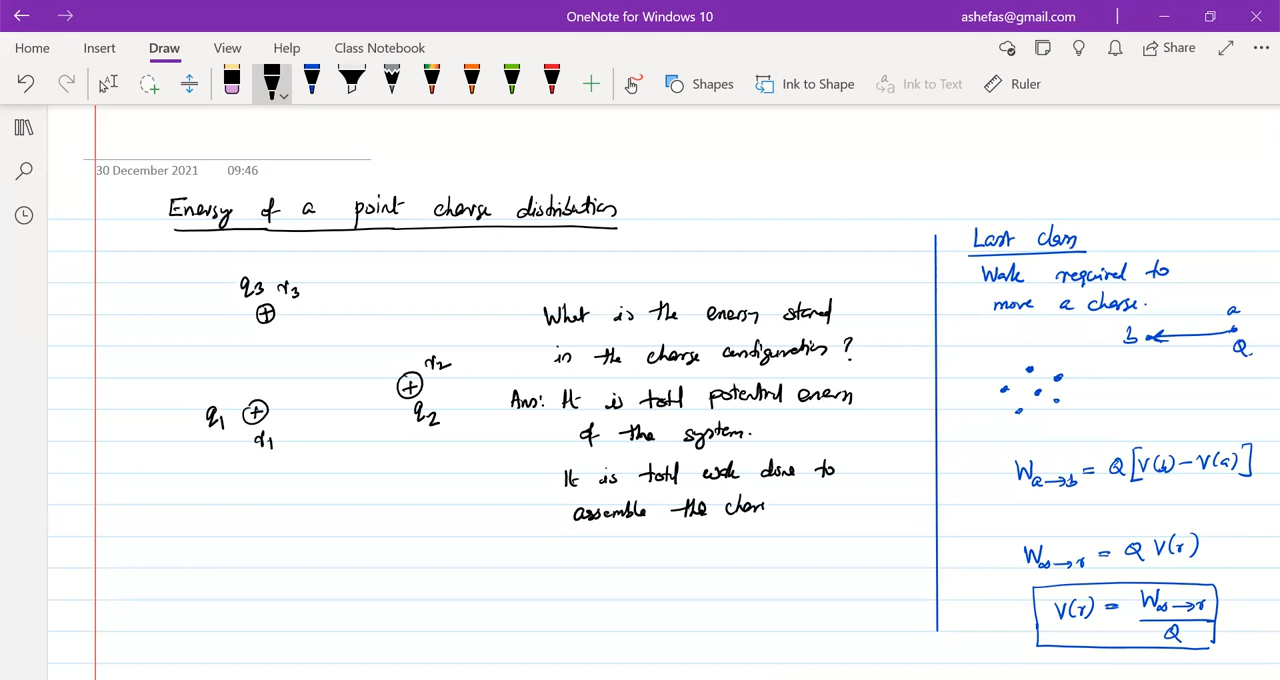 OneNote for Windows 10
ashefas@gmail.com
Home Insert Draw View Help Class Notebook
Share
Shapes Ink to Shape Ink to Text Ruler
30 December 2021 09:46
Energy of a point charge distribution
q3 r3
+
r2
+
q2
q1 +
r1
What is the energy stored
in the charge configuration?
Ans: It is total potential energy
of the system.
It is total work done to
assemble the char
Last class
Work required to
move a charge.
a
b
Q
W a→b = Q [V(b) – V(a)]
W ∞→r = Q V(r)
V(r) = W ∞→r / Q